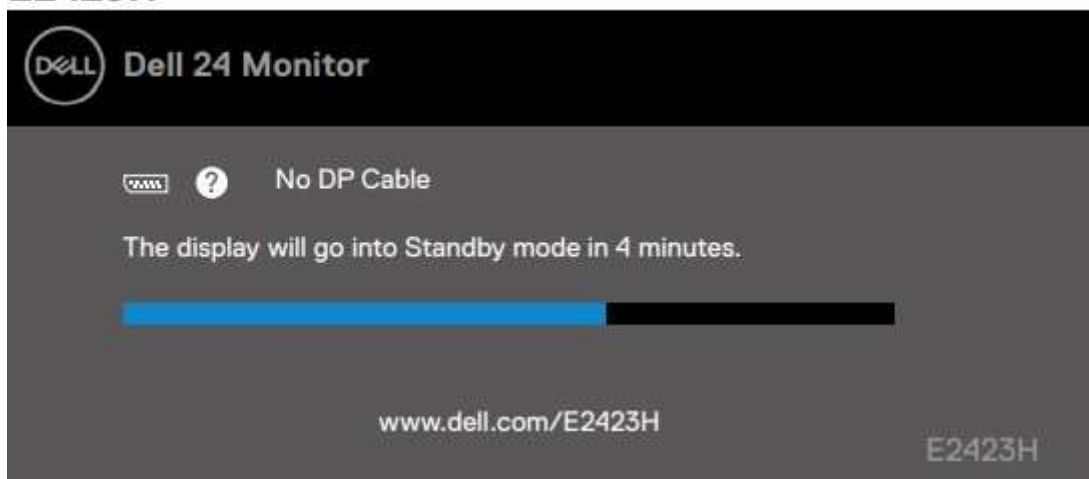 DELL
Dell 24 Monitor
? No DP Cable
The display will go into Standby mode in 4 minutes.
www.dell.com/E2423H
E2423H